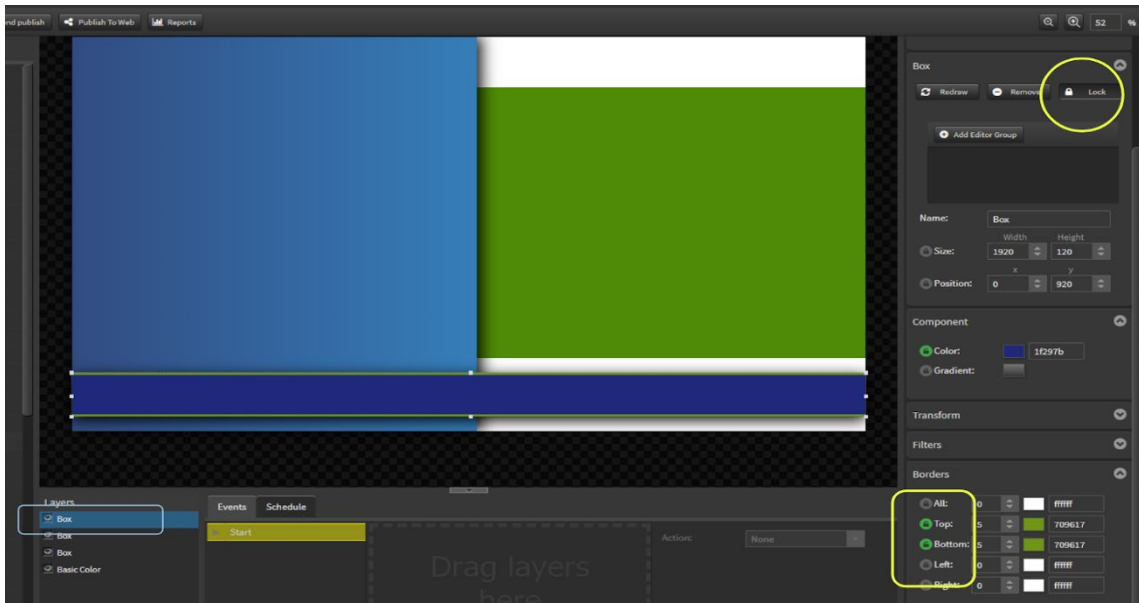 nd publish Publish To Web Reports 52 %
Box
Redraw Remove Lock
Add Editor Group
Name: Box
Width Height
Size: 1920 120
x y
Position: 0 920
Component
Color: 1f297b
Gradient:
Transform
Filters
Borders
All: 0 ffffff
Top: 5 709617
Bottom: 5 709617
Left: 0 ffffff
Right: 0 ffffff
Layers
Box
Box
Box
Basic Color
Events Schedule
Start
Drag layers
here
Action: None